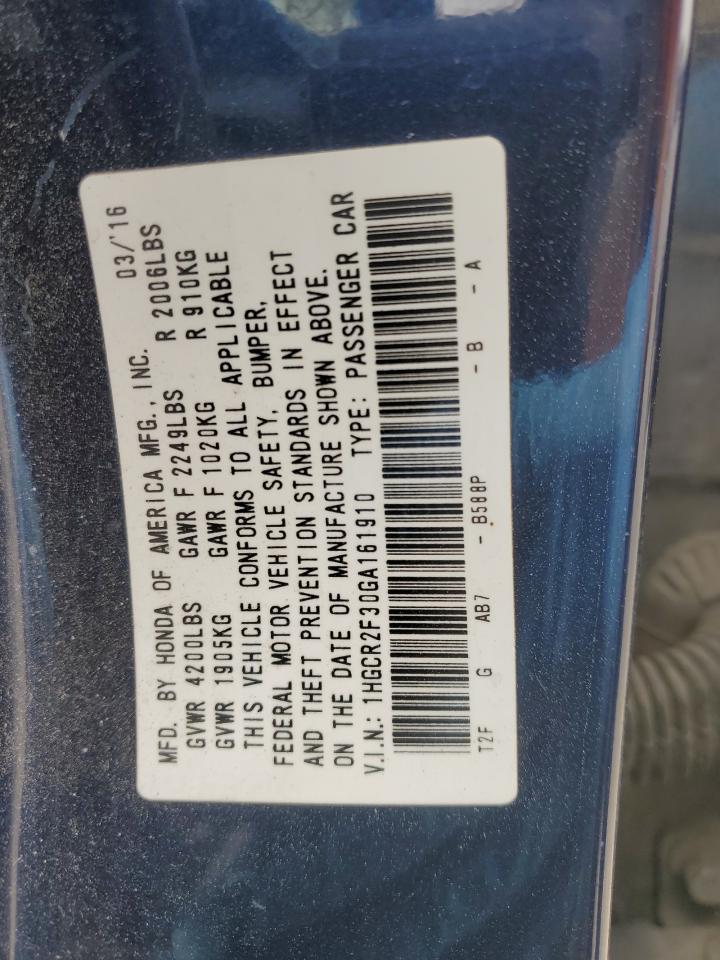 MFD. BY HONDA OF AMERICA MFG., INC. 03/'16
GVWR 4200LBS GAWR F 2249LBS R 2006LBS
GVWR 1905KG GAWR F 1020KG R 910KG
THIS VEHICLE CONFORMS TO ALL APPLICABLE
FEDERAL MOTOR VEHICLE SAFETY, BUMPER,
AND THEFT PREVENTION STANDARDS IN EFFECT
ON THE DATE OF MANUFACTURE SHOWN ABOVE.
V.I.N.: 1HGCR2F30GA161910 TYPE: PASSENGER CAR
T2F G AB7 - B588P - B - A